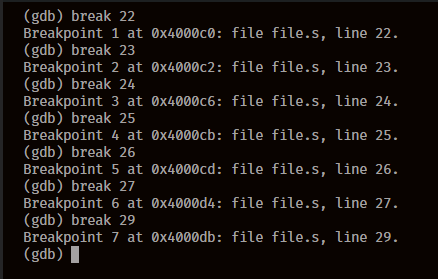 (gdb) break 22
Breakpoint 1 at 0x4000c0: file file.s, line 22.
(gdb) break 23
Breakpoint 2 at 0x4000c2: file file.s, line 23.
(gdb) break 24
Breakpoint 3 at 0x4000c6: file file.s, line 24.
(gdb) break 25
Breakpoint 4 at 0x4000cb: file file.s, line 25.
(gdb) break 26
Breakpoint 5 at 0x4000cd: file file.s, line 26.
(gdb) break 27
Breakpoint 6 at 0x4000d4: file file.s, line 27.
(gdb) break 29
Breakpoint 7 at 0x4000db: file file.s, line 29.
(gdb)